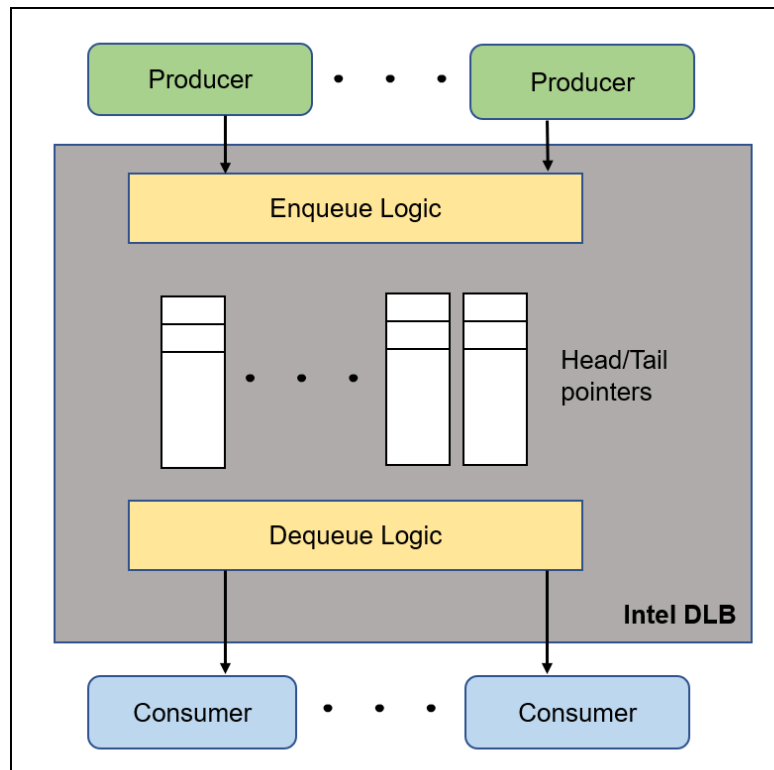 Producer
Producer
Enqueue Logic
Head/Tail
pointers
Dequeue Logic
Intel DLB
Consumer
Consumer